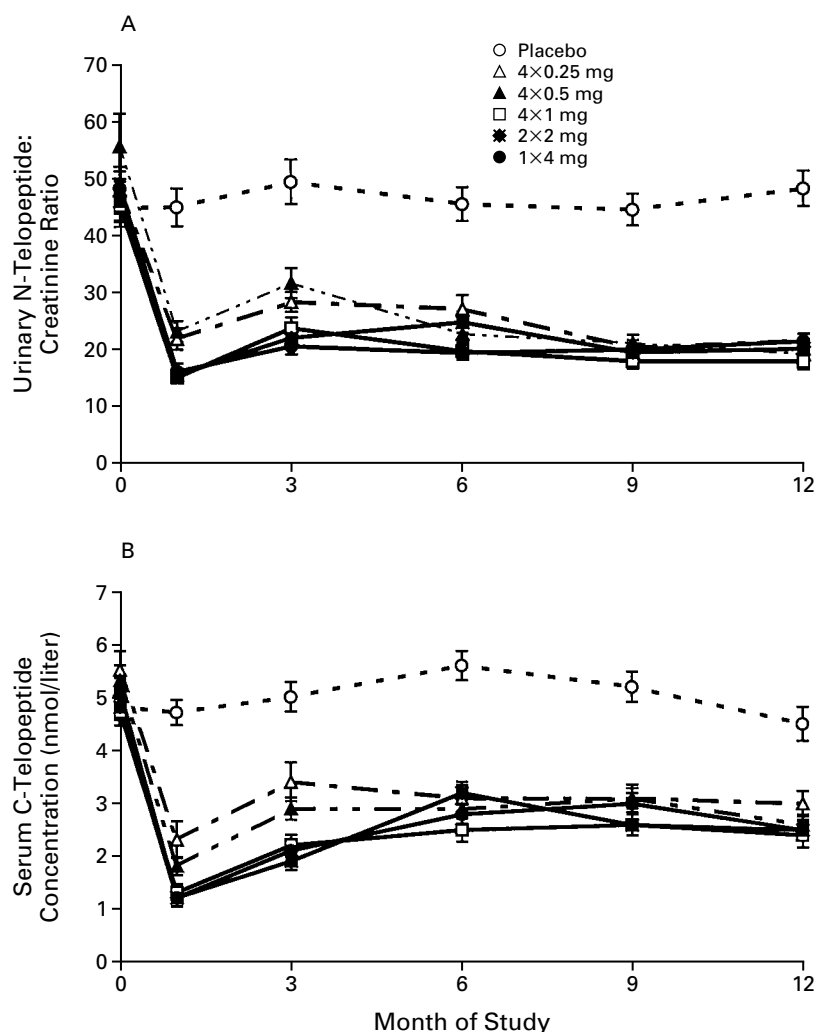 A
Placebo
4×0.25 mg
4×0.5 mg
4×1 mg
2×2 mg
1×4 mg
Urinary N-Telopeptide:
Creatinine Ratio
70
60
50
40
30
20
10
0
0 3 6 9 12
B
Serum C-Telopeptide
Concentration (nmol/liter)
7
6
5
4
3
2
1
0
0 3 6 9 12
Month of Study